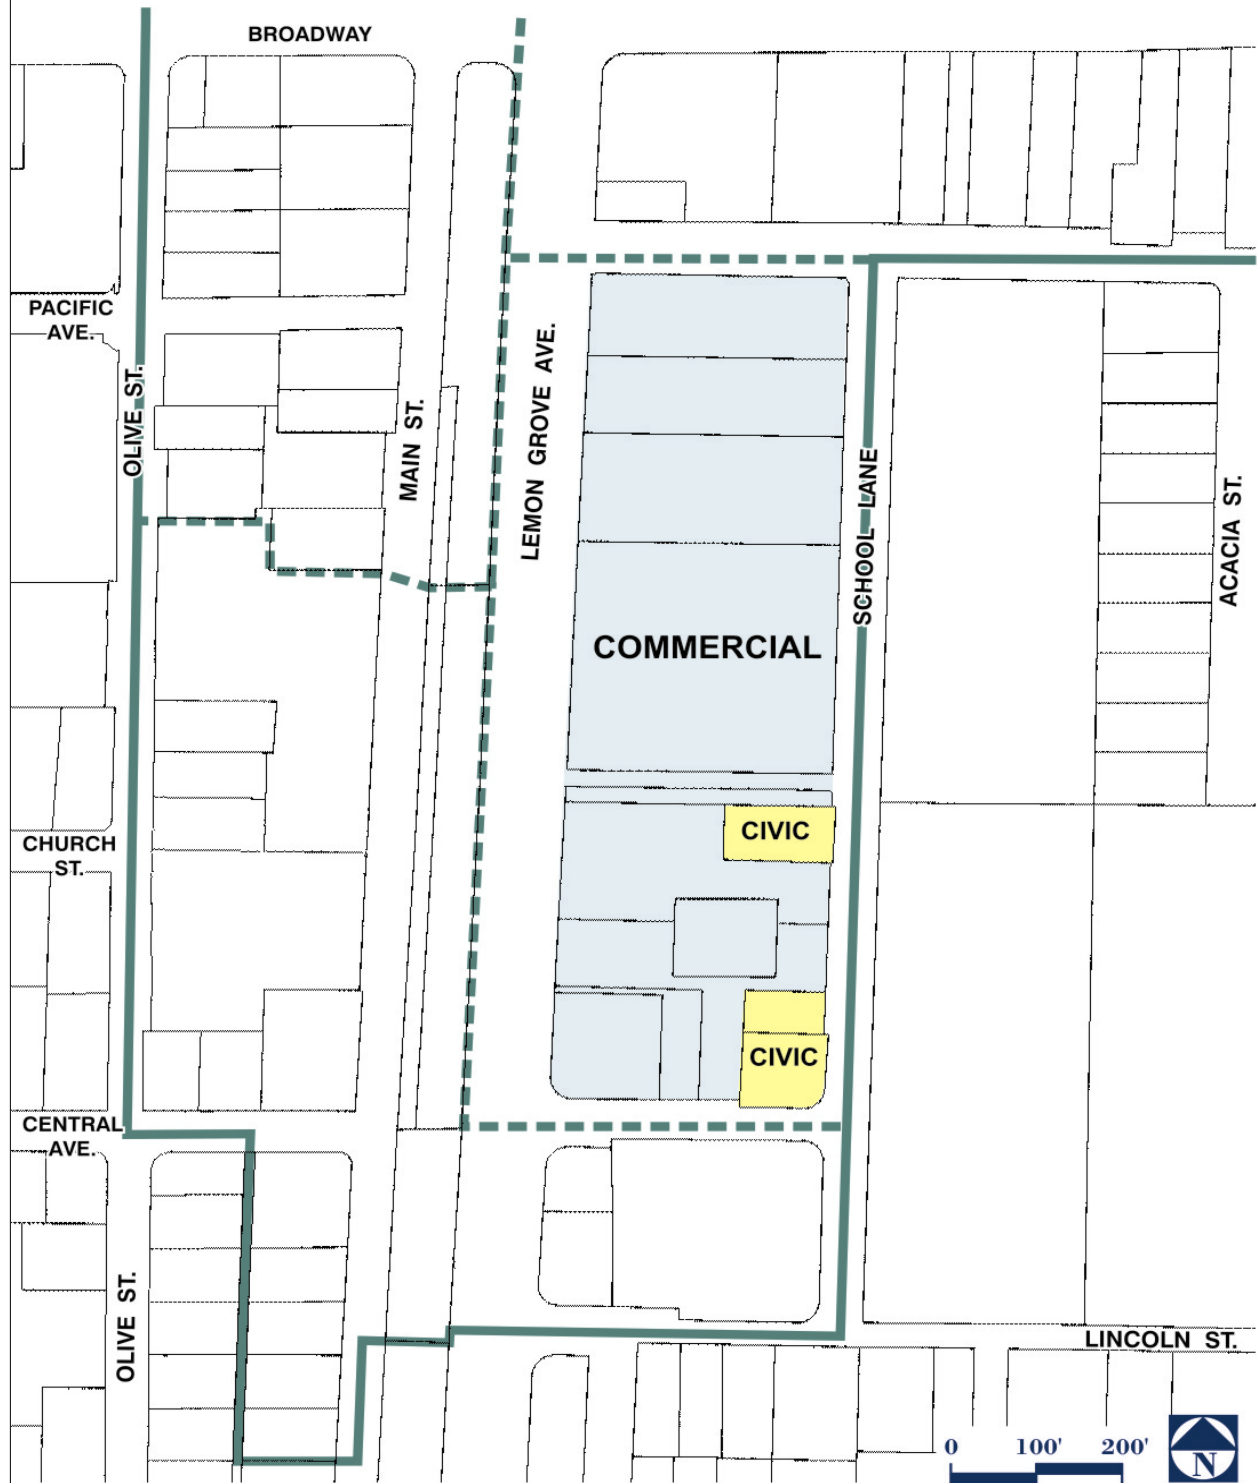 BROADWAY
PACIFIC
AVE.
OLIVE ST.
MAIN ST.
LEMON GROVE AVE.
SCHOOL LANE
ACACIA ST.
COMMERCIAL
CIVIC
CHURCH
ST.
CIVIC
CENTRAL
AVE.
OLIVE ST.
LINCOLN ST.
0 100' 200'
N